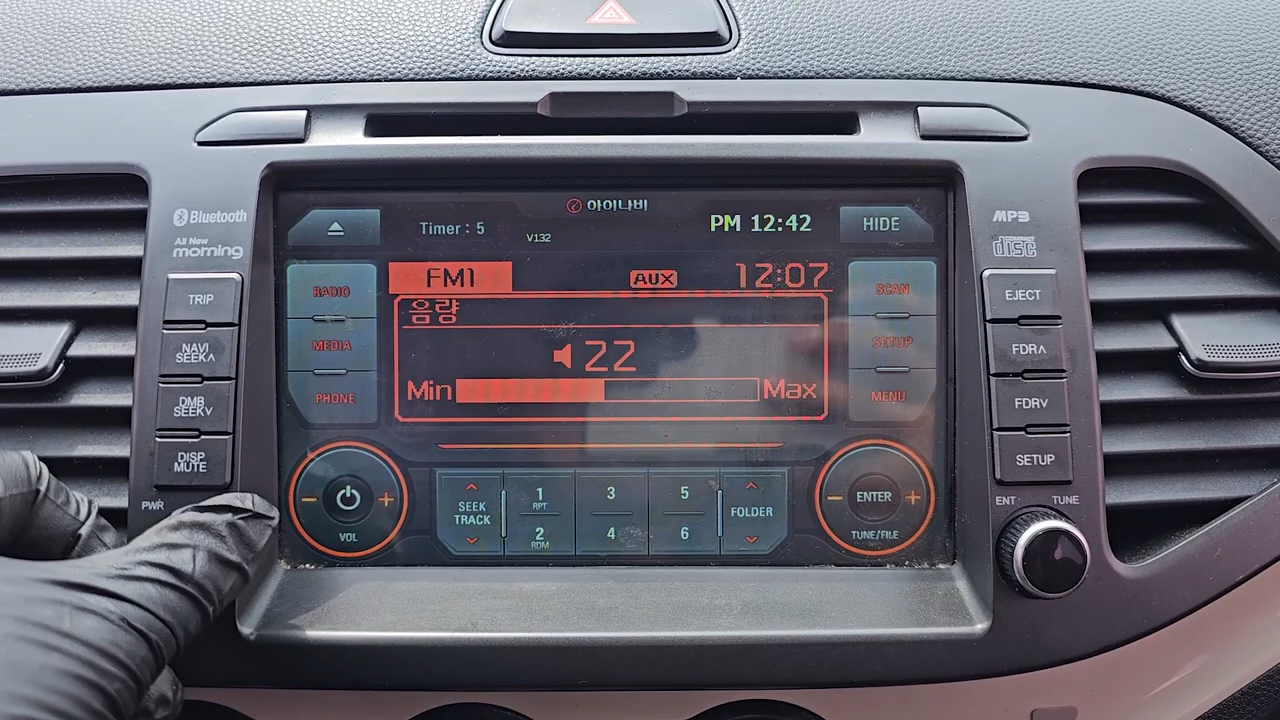 Bluetooth
All New
morning
TRIP
NAVI
SEEK∧
DMB
SEEK∨
DISP
MUTE
PWR
아이나비
Timer : 5
V132
PM 12:42
HIDE
RADIO
MEDIA
PHONE
FM1
AUX
12:07
음량
22
Min
Max
SCAN
SETUP
MENU
− +
VOL
SEEK
TRACK
1
RPT
2
RDM
3
4
5
6
FOLDER
− ENTER +
TUNE/FILE
MP3
COMPACT
disc
EJECT
FDR∧
FDR∨
SETUP
ENT
TUNE